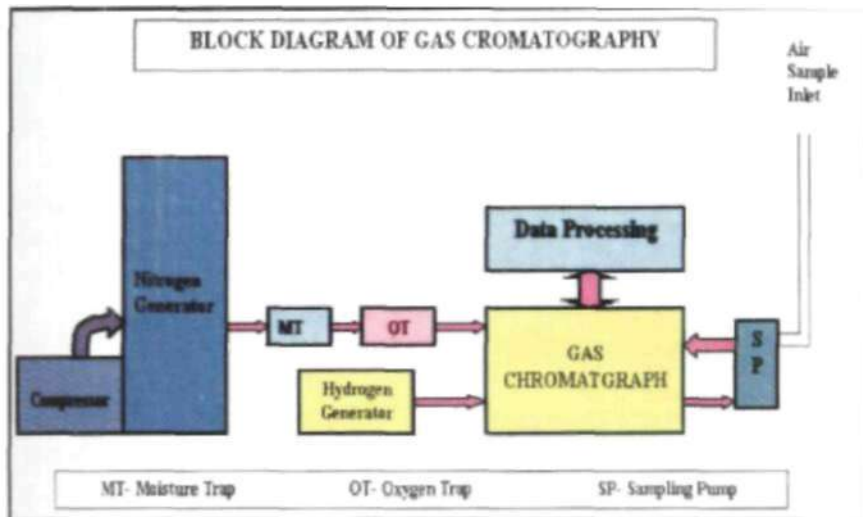 BLOCK DIAGRAM OF GAS CROMATOGRAPHY
Air
Sample
Inlet
Data Processing
Nitrogen
Generator
MT
OT
GAS
CHROMATGRAPH
S
P
Hydrogen
Generator
Compressor
MT- Moisture Trap
OT- Oxygen Trap
SP- Sampling Pump